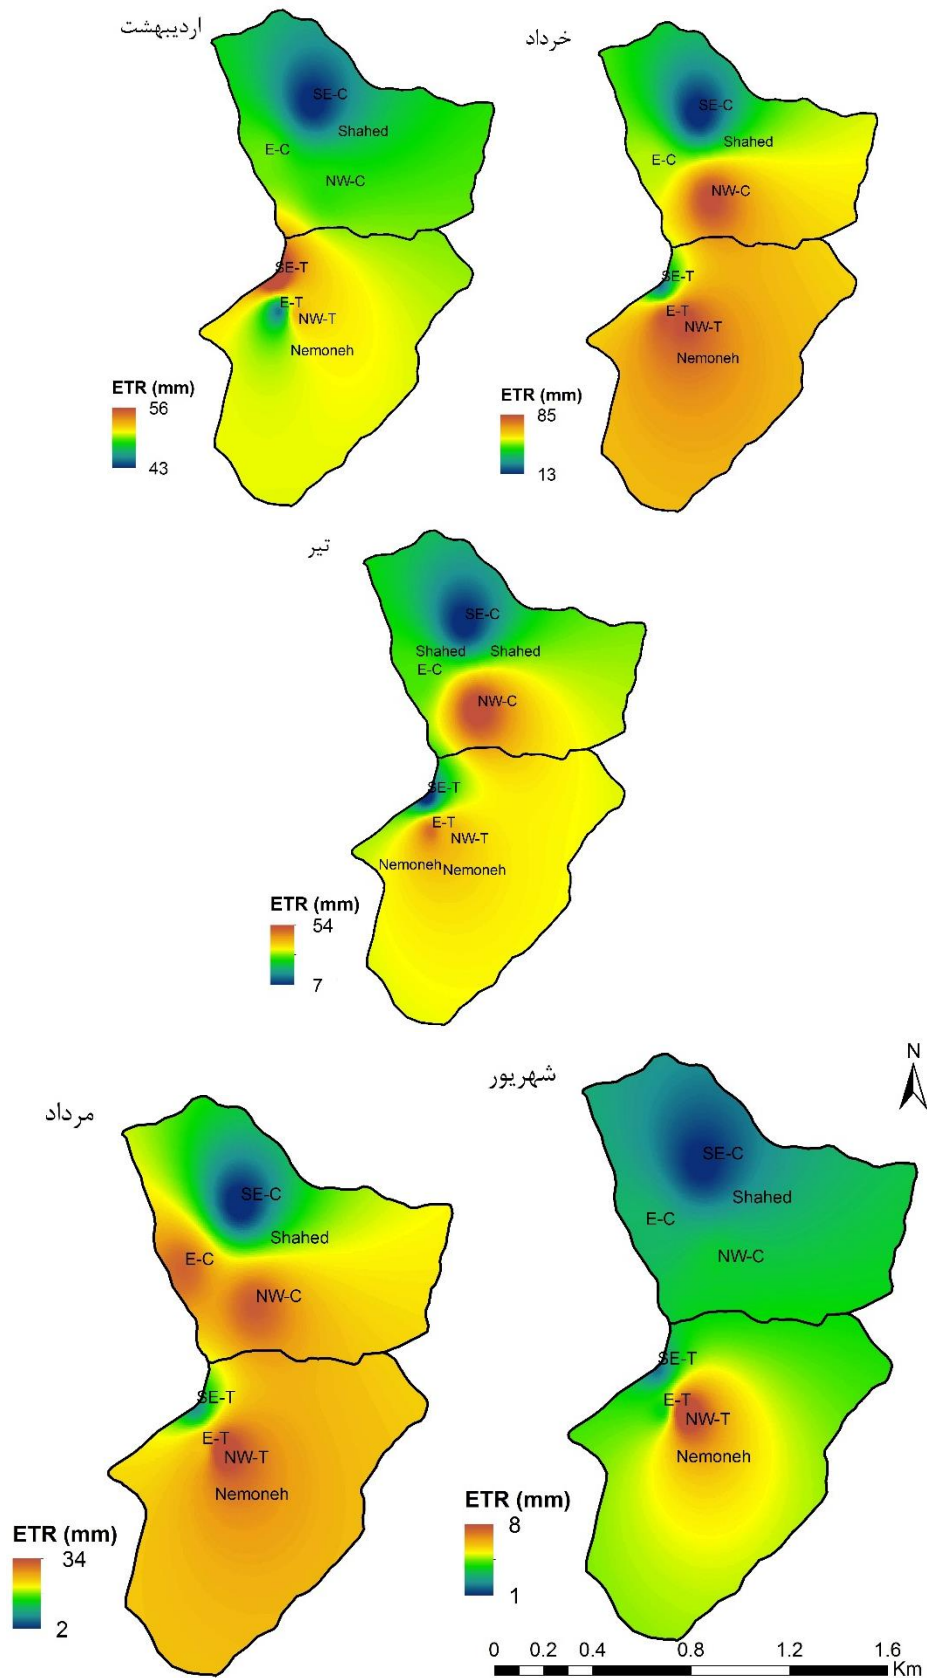 اردیبهشت
SE-C
Shahed
E-C
NW-C
SE-T
E-T
NW-T
Nemoneh
ETR (mm)
56
43
خرداد
SE-C
Shahed
E-C
NW-C
SE-T
E-T
NW-T
Nemoneh
ETR (mm)
85
13
تیر
SE-C
Shahed Shahed
E-C
NW-C
SE-T
E-T
NW-T
Nemoneh Nemoneh
ETR (mm)
54
7
مرداد
SE-C
Shahed
E-C
NW-C
SE-T
E-T
NW-T
Nemoneh
ETR (mm)
34
2
شهریور
N
SE-C
Shahed
E-C
NW-C
SE-T
E-T
NW-T
Nemoneh
ETR (mm)
8
1
0 0.2 0.4 0.8 1.2 1.6
Km